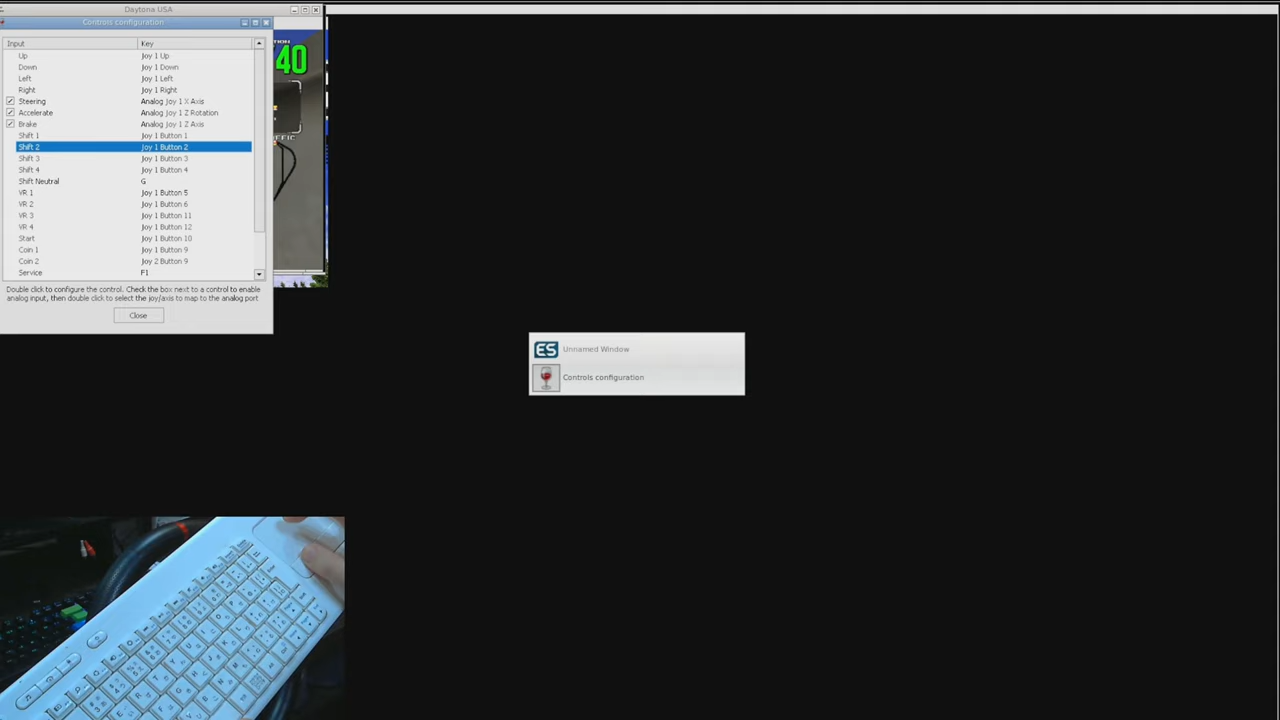 Daytona USA
Controls configuration
Input Key
Up Joy 1 Up
Down Joy 1 Down
Left Joy 1 Left
Right Joy 1 Right
Steering Analog Joy 1 X Axis
Accelerate Analog Joy 1 Z Rotation
Brake Analog Joy 1 Z Axis
Shift 1 Joy 1 Button 1
Shift 2 Joy 1 Button 2
Shift 3 Joy 1 Button 3
Shift 4 Joy 1 Button 4
Shift Neutral G
VR 1 Joy 1 Button 5
VR 2 Joy 1 Button 6
VR 3 Joy 1 Button 11
VR 4 Joy 1 Button 12
Start Joy 1 Button 10
Coin 1 Joy 1 Button 9
Coin 2 Joy 2 Button 9
Service F1
Double click to configure the control. Check the box next to a control to enable
analog input, then double click to select the joy/axis to map to the analog port
Close
40
ES Unnamed Window
Controls configuration